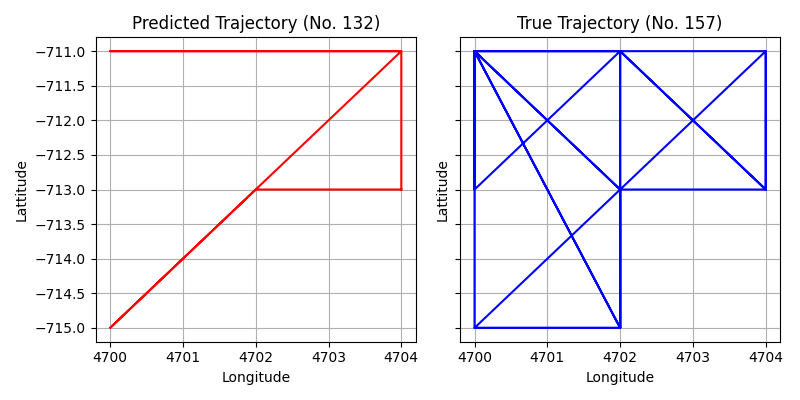 Predicted Trajectory (No. 132)
True Trajectory (No. 157)
−711.0
−711.5
−712.0
−712.5
−713.0
−713.5
−714.0
−714.5
−715.0
Lattitude
Lattitude
4700 4701 4702 4703 4704
4700 4701 4702 4703 4704
Longitude
Longitude